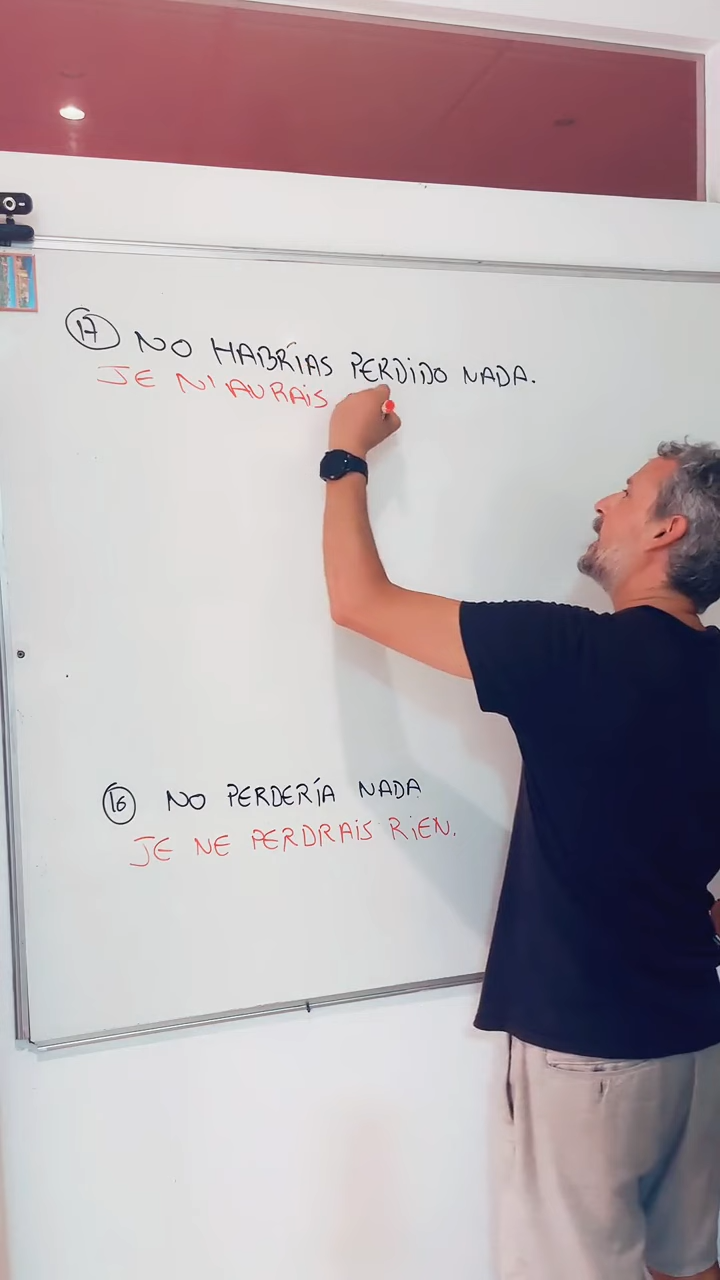 17 NO HABRÍAS PERDIDO NADA.
JE N'AURAIS
16 NO PERDERÍA NADA
JE NE PERDRAIS RIEN.